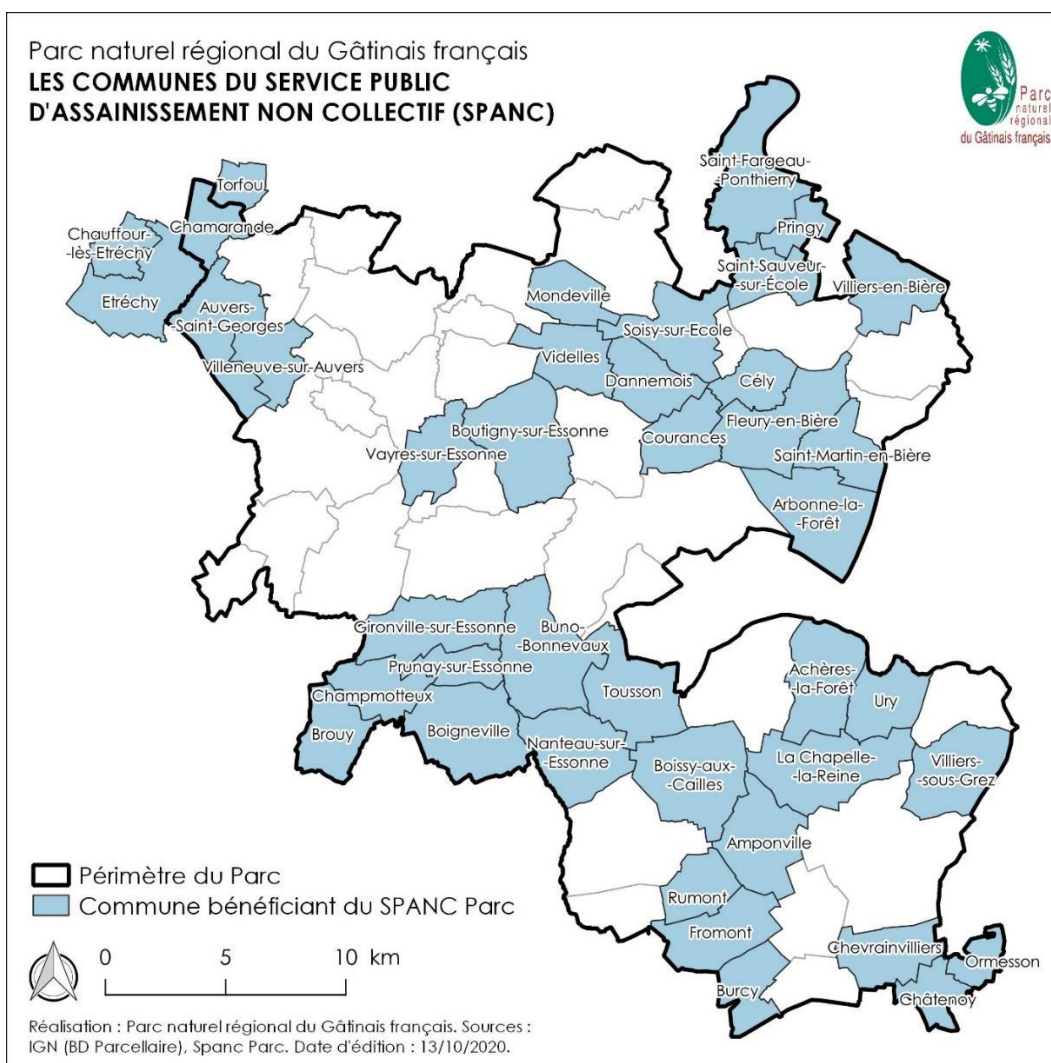 Parc naturel régional du Gâtinais français
LES COMMUNES DU SERVICE PUBLIC
D'ASSAINISSEMENT NON COLLECTIF (SPANC)
Parc
naturel
régional
du Gâtinais français
Saint-Fargeau-
-Ponthierry
Torfou
Chamarande
Pringy
Chauffour-
-lès-Etréchy
Saint-Sauveur-
-sur-École
Villiers-en-Bière
Etréchy
Mondeville
Auvers-
-Saint-Georges
Soisy-sur-Ecole
Videlles
Villeneuve-sur-Auvers
Dannemois
Cély
Boutigny-sur-Essonne
Fleury-en-Bière
Vayres-sur-Essonne
Courances
Saint-Martin-en-Bière
Arbonne-la-
-Forêt
Gironville-sur-Essonne
Buno-
-Bonnevaux
Prunay-sur-Essonne
Achères-
-la-Forêt
Champmotteux
Tousson
Ury
Brouy
Boigneville
Nanteau-sur-
-Essonne
Boissy-aux-
-Cailles
La Chapelle-
-la-Reine
Villiers-
-sous-Grez
Amponville
Périmètre du Parc
Rumont
Commune bénéficiant du SPANC Parc
Fromont
Chevrainvilliers
Ormesson
0 5 10 km
Burcy
Châtenoy
Réalisation : Parc naturel régional du Gâtinais français. Sources :
IGN (BD Parcellaire), Spanc Parc. Date d'édition : 13/10/2020.